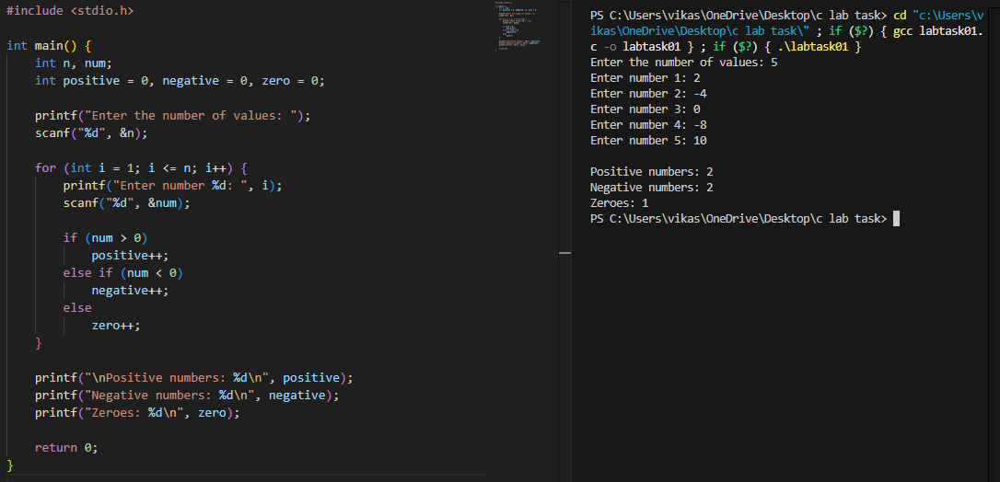 #include <stdio.h>
int main() {
    int n, num;
    int positive = 0, negative = 0, zero = 0;
    printf("Enter the number of values: ");
    scanf("%d", &n);
    for (int i = 1; i <= n; i++) {
        printf("Enter number %d: ", i);
        scanf("%d", &num);
        if (num > 0)
            positive++;
        else if (num < 0)
            negative++;
        else
            zero++;
    }
    printf("\nPositive numbers: %d\n", positive);
    printf("Negative numbers: %d\n", negative);
    printf("Zeroes: %d\n", zero);
    return 0;
}
PS C:\Users\vikas\OneDrive\Desktop\c lab task> cd "c:\Users\v
ikas\OneDrive\Desktop\c lab task\" ; if ($?) { gcc labtask01.
c -o labtask01 } ; if ($?) { .\labtask01 }
Enter the number of values: 5
Enter number 1: 2
Enter number 2: -4
Enter number 3: 0
Enter number 4: -8
Enter number 5: 10
Positive numbers: 2
Negative numbers: 2
Zeroes: 1
PS C:\Users\vikas\OneDrive\Desktop\c lab task>